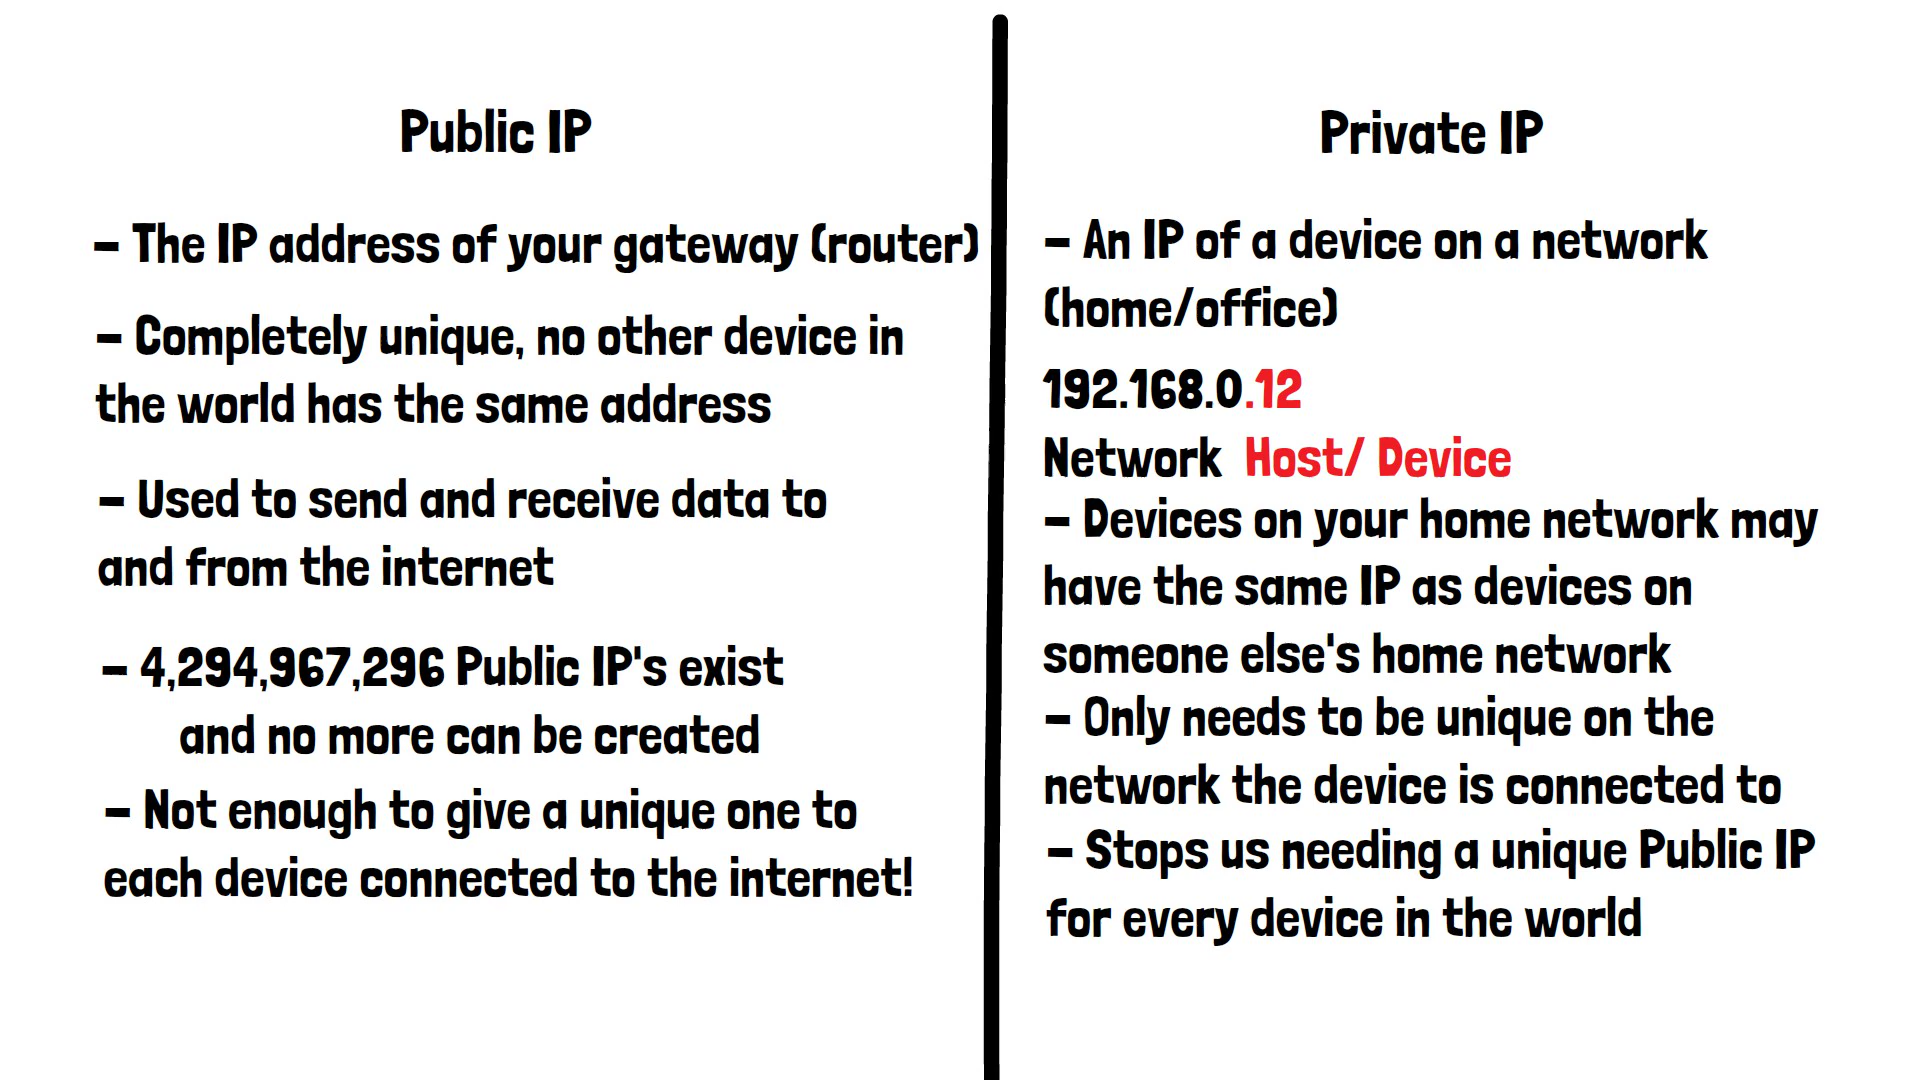 Public IP
– The IP address of your gateway (router)
– Completely unique, no other device in
the world has the same address
– Used to send and receive data to
and from the internet
– 4,294,967,296 Public IP's exist
and no more can be created
– Not enough to give a unique one to
each device connected to the internet!
Private IP
– An IP of a device on a network
(home/office)
192.168.0.12
Network Host/ Device
– Devices on your home network may
have the same IP as devices on
someone else's home network
– Only needs to be unique on the
network the device is connected to
– Stops us needing a unique Public IP
for every device in the world